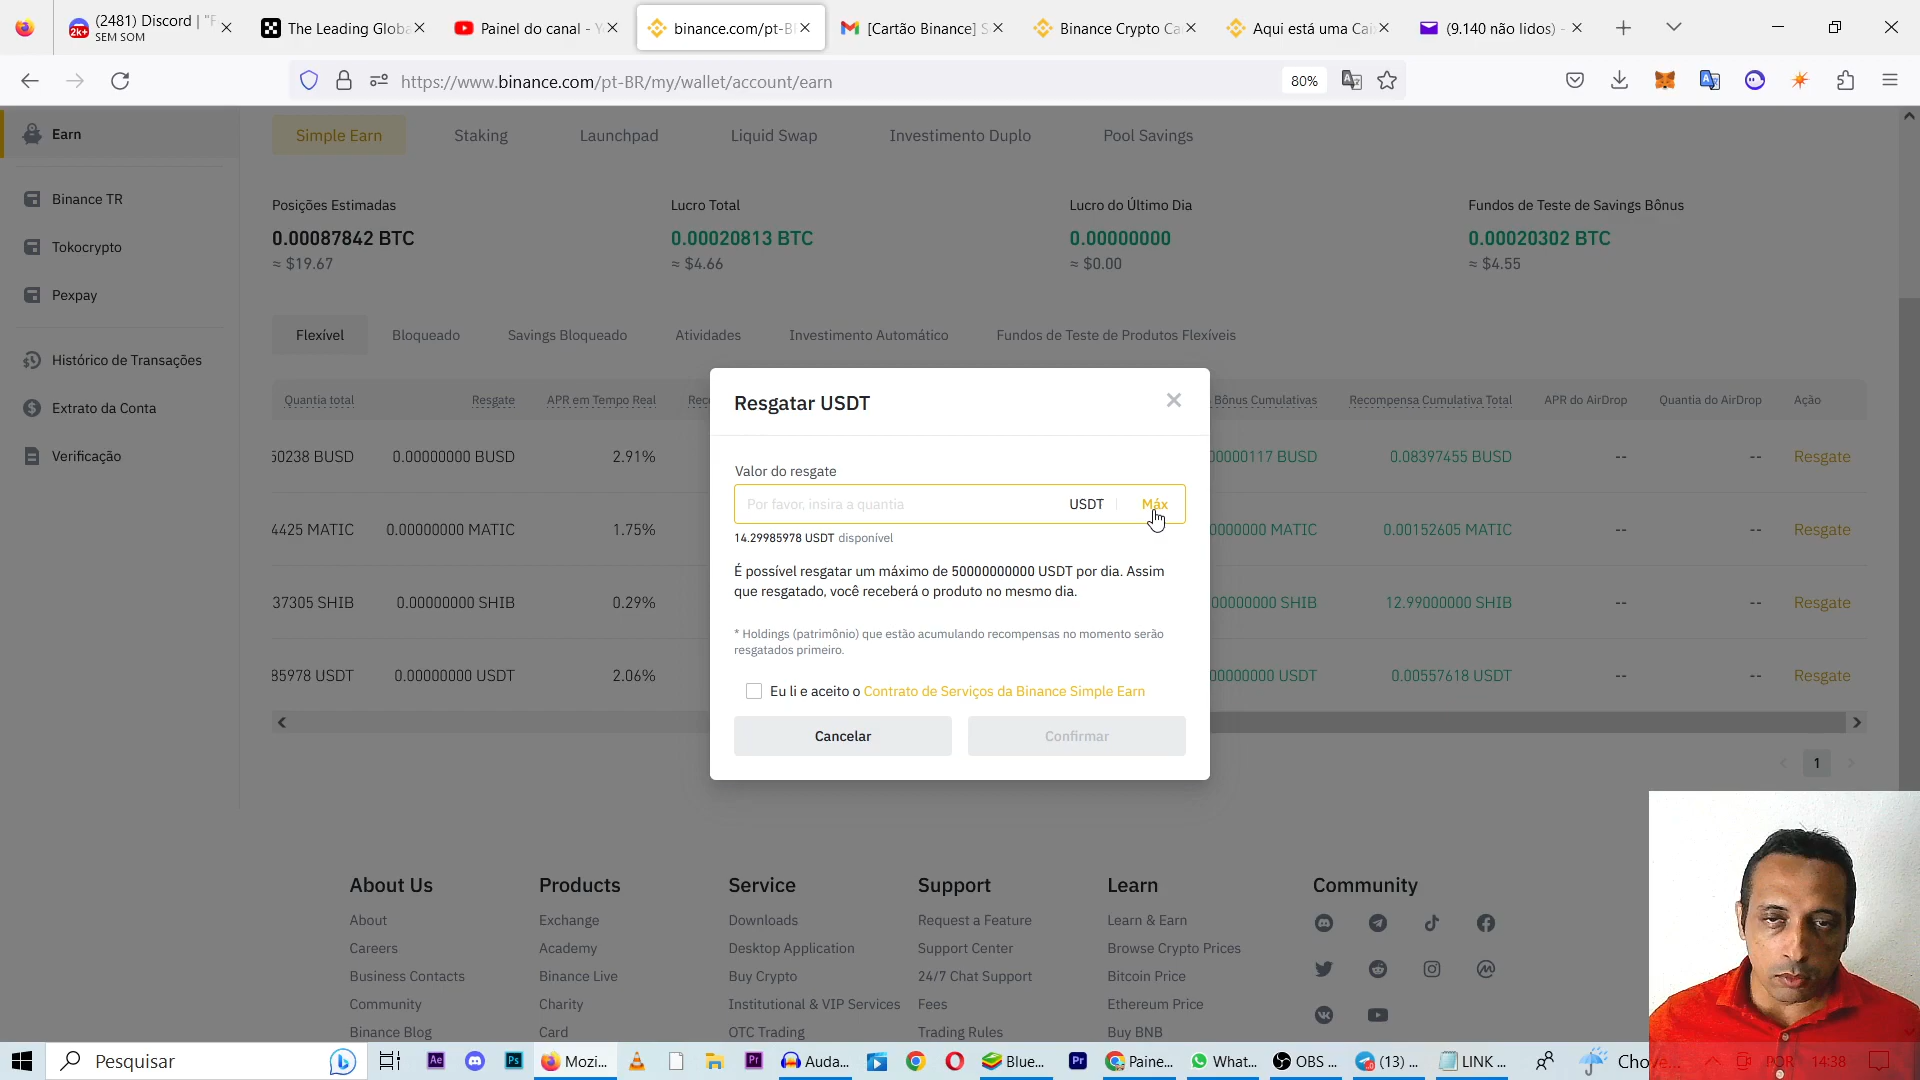 (2481) Discord | "F
SEM SOM
The Leading Globa
Painel do canal - Y
binance.com/pt-B
[Cartão Binance] S
Binance Crypto Ca
Aqui está uma Cai
(9.140 não lidos) -
https://www.binance.com/pt-BR/my/wallet/account/earn
80%
Earn
Simple Earn
Staking
Launchpad
Liquid Swap
Investimento Duplo
Pool Savings
Binance TR
Tokocrypto
Pexpay
Histórico de Transações
Extrato da Conta
Verificação
Posições Estimadas
0.00087842 BTC
≈ $19.67
Lucro Total
0.00020813 BTC
≈ $4.66
Lucro do Último Dia
0.00000000
≈ $0.00
Fundos de Teste de Savings Bônus
0.00020302 BTC
≈ $4.55
Flexível
Bloqueado
Savings Bloqueado
Atividades
Investimento Automático
Fundos de Teste de Produtos Flexíveis
Quantia total Resgate APR em Tempo Real Rec Bônus Cumulativas Recompensa Cumulativa Total APR do AirDrop Quantia do AirDrop Ação
50238 BUSD 0.00000000 BUSD 2.91% 00000117 BUSD 0.08397455 BUSD -- -- Resgate
4425 MATIC 0.00000000 MATIC 1.75% 0000000 MATIC 0.00152605 MATIC -- -- Resgate
37305 SHIB 0.00000000 SHIB 0.29% 00000000 SHIB 12.99000000 SHIB -- -- Resgate
85978 USDT 0.00000000 USDT 2.06% 0000000 USDT 0.00557618 USDT -- -- Resgate
1
Resgatar USDT
Valor do resgate
Por favor, insira a quantia USDT Máx
14.29985978 USDT disponível
É possível resgatar um máximo de 50000000000 USDT por dia. Assim
que resgatado, você receberá o produto no mesmo dia.
* Holdings (patrimônio) que estão acumulando recompensas no momento serão
resgatados primeiro.
Eu li e aceito o Contrato de Serviços da Binance Simple Earn
Cancelar
Confirmar
About Us
About
Careers
Business Contacts
Community
Binance Blog
Products
Exchange
Academy
Binance Live
Charity
Card
Service
Downloads
Desktop Application
Buy Crypto
Institutional & VIP Services
OTC Trading
Support
Request a Feature
Support Center
24/7 Chat Support
Fees
Trading Rules
Learn
Learn & Earn
Browse Crypto Prices
Bitcoin Price
Ethereum Price
Buy BNB
Community
Pesquisar
Ae
Ps
Mozi...
Pr
Auda...
Blue...
Pr
Paine...
What...
OBS ...
(13) ...
LINK ...
Chove...
POR
14:38